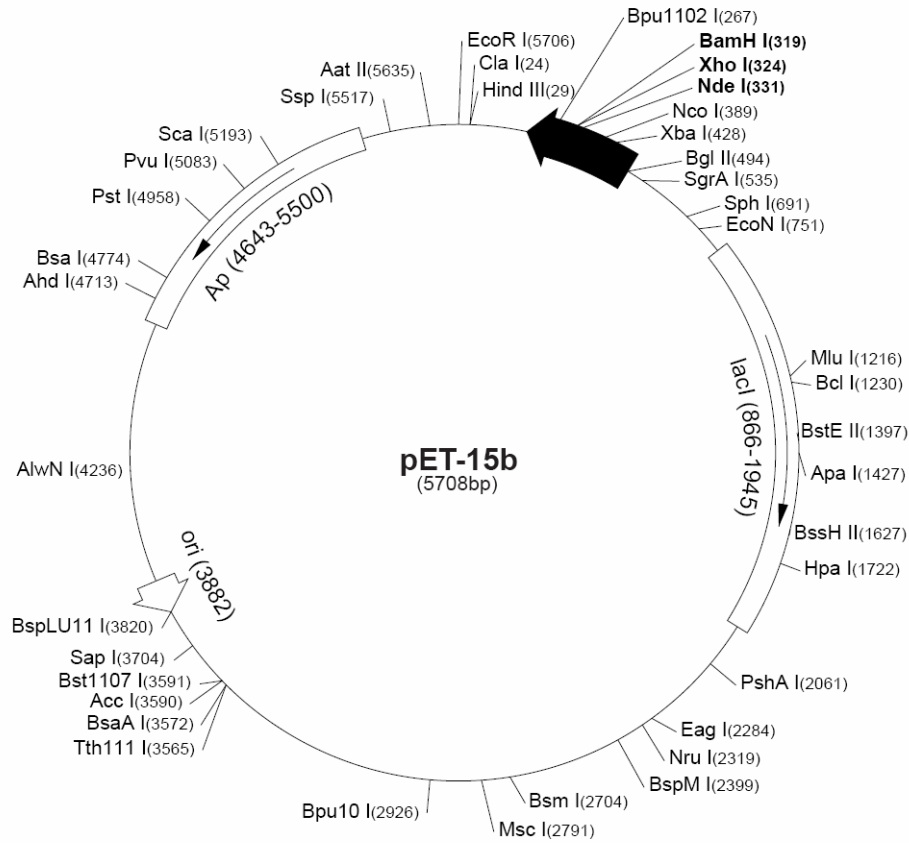 EcoR I(5706)
Cla I(24)
Hind III(29)
Bpu1102 I(267)
BamH I(319)
Xho I(324)
Nde I(331)
Nco I(389)
Xba I(428)
Bgl II(494)
SgrA I(535)
Sph I(691)
EcoN I(751)
Mlu I(1216)
Bcl I(1230)
BstE II(1397)
Apa I(1427)
BssH II(1627)
Hpa I(1722)
lacI (866-1945)
PshA I(2061)
Eag I(2284)
Nru I(2319)
BspM I(2399)
Bsm I(2704)
Msc I(2791)
Bpu10 I(2926)
Tth111 I(3565)
BsaA I(3572)
Acc I(3590)
Bst1107 I(3591)
Sap I(3704)
BspLU11 I(3820)
ori (3882)
AlwN I(4236)
Ahd I(4713)
Bsa I(4774)
Pst I(4958)
Pvu I(5083)
Sca I(5193)
Ap (4643-5500)
Ssp I(5517)
Aat II(5635)
pET-15b
(5708bp)